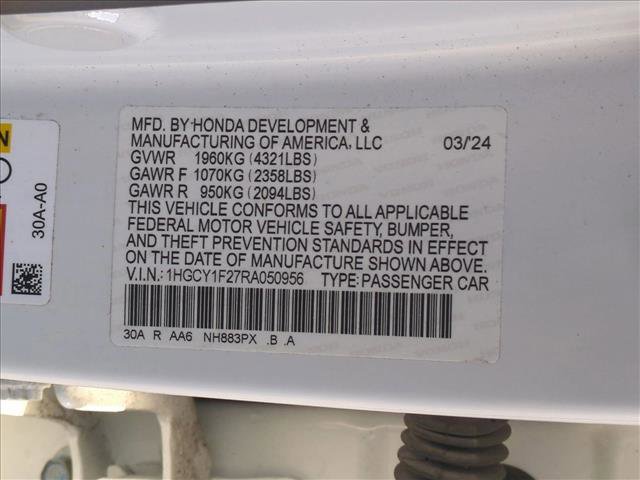 MFD. BY HONDA DEVELOPMENT &
MANUFACTURING OF AMERICA, LLC 03/'24
GVWR 1960KG (4321LBS)
GAWR F 1070KG (2358LBS)
GAWR R 950KG (2094LBS)
THIS VEHICLE CONFORMS TO ALL APPLICABLE
FEDERAL MOTOR VEHICLE SAFETY, BUMPER,
AND THEFT PREVENTION STANDARDS IN EFFECT
ON THE DATE OF MANUFACTURE SHOWN ABOVE.
V.I.N.: 1HGCY1F27RA050956 TYPE: PASSENGER CAR
30A R AA6 NH883PX .B .A
30A-A0